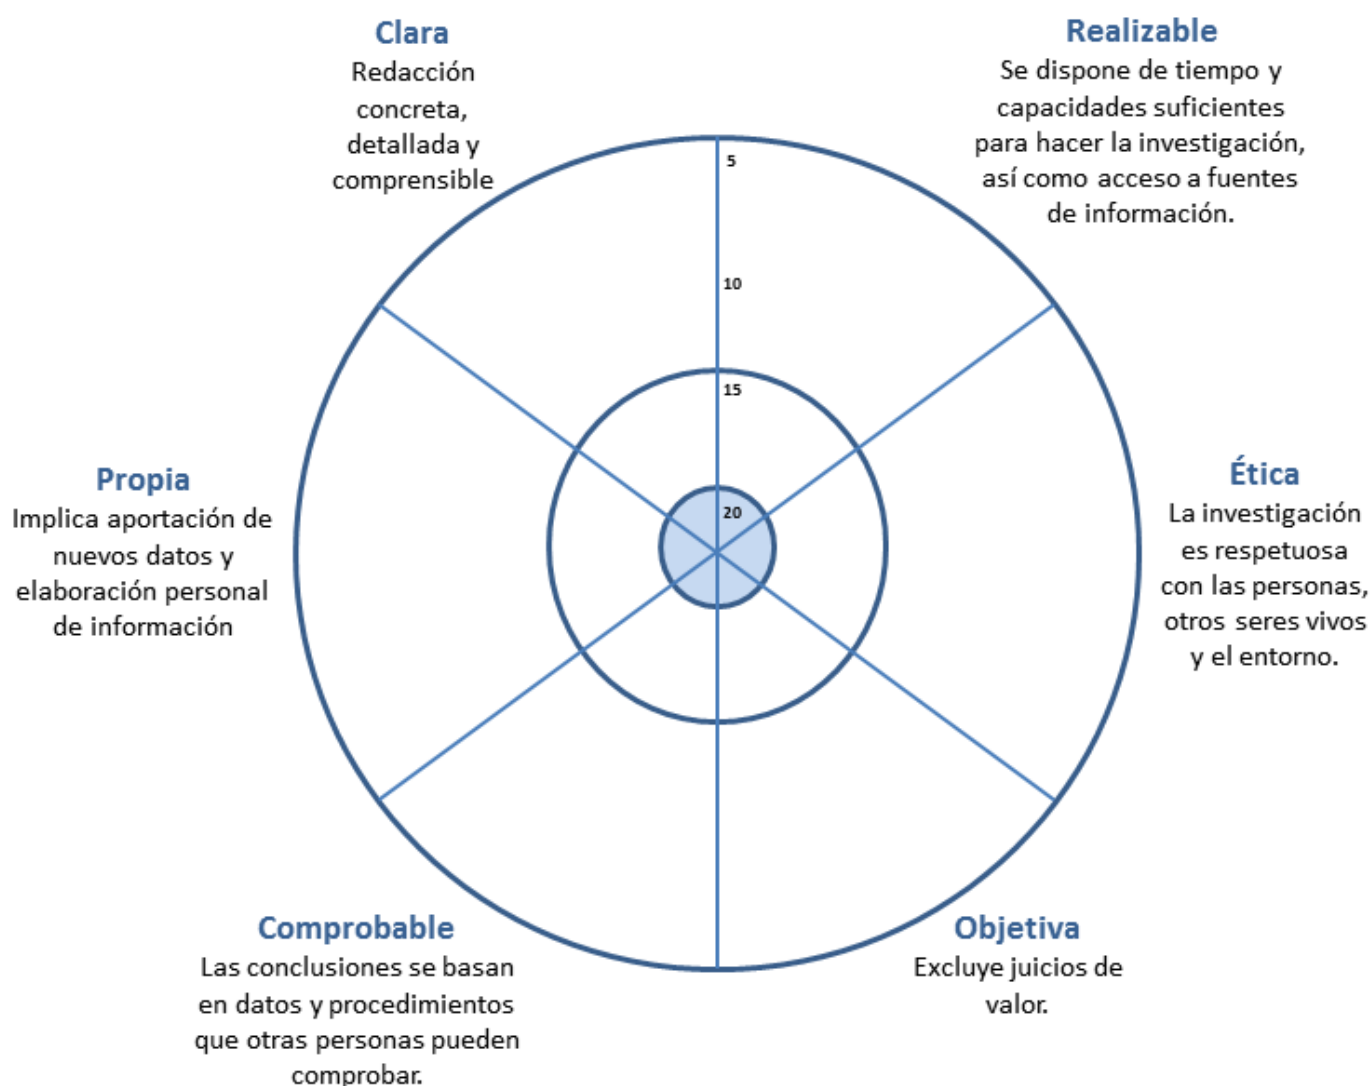 Clara
Redacción
concreta,
detallada y
comprensible
Realizable
Se dispone de tiempo y
capacidades suficientes
para hacer la investigación,
así como acceso a fuentes
de información.
5
10
15
20
Propia
Implica aportación de
nuevos datos y
elaboración personal
de información
Ética
La investigación
es respetuosa
con las personas,
otros seres vivos
y el entorno.
Comprobable
Las conclusiones se basan
en datos y procedimientos
que otras personas pueden
comprobar.
Objetiva
Excluye juicios de
valor.